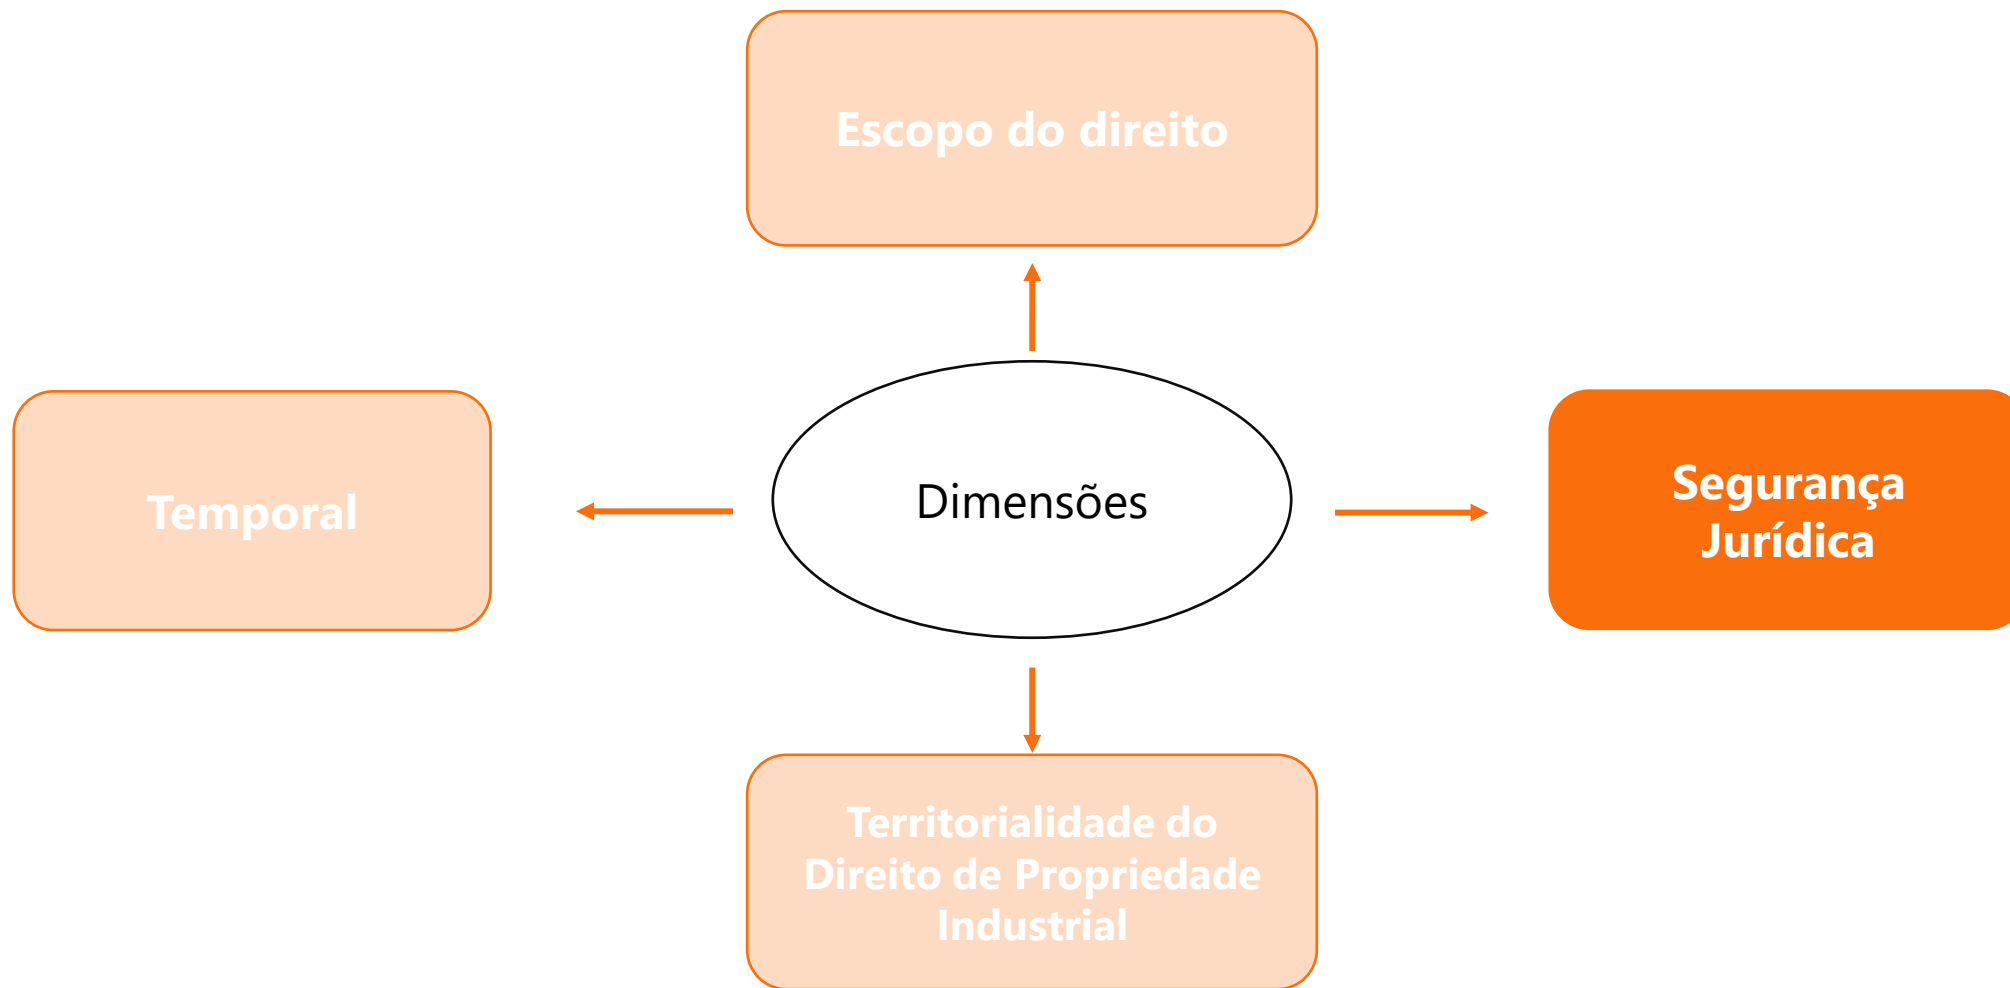 Escopo do direito
Temporal
Dimensões
Segurança
Jurídica
Territorialidade do
Direito de Propriedade
Industrial